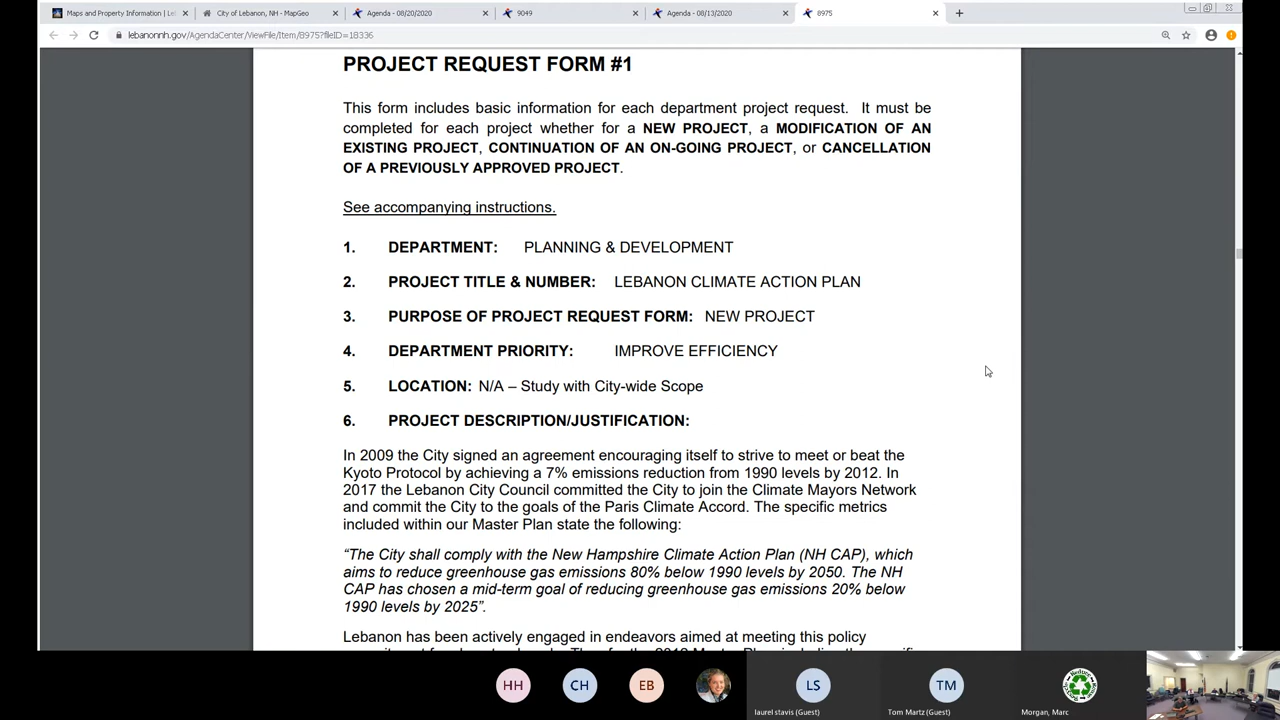 Maps and Property Information | Le
City of Lebanon, NH - MapGeo
Agenda - 08/20/2020
9049
Agenda - 08/13/2020
8975
lebanonnh.gov/AgendaCenter/ViewFile/Item/8975?fileID=18336
PROJECT REQUEST FORM #1
This form includes basic information for each department project request. It must be
completed for each project whether for a NEW PROJECT, a MODIFICATION OF AN
EXISTING PROJECT, CONTINUATION OF AN ON-GOING PROJECT, or CANCELLATION
OF A PREVIOUSLY APPROVED PROJECT.
See accompanying instructions.
1. DEPARTMENT: PLANNING & DEVELOPMENT
2. PROJECT TITLE & NUMBER: LEBANON CLIMATE ACTION PLAN
3. PURPOSE OF PROJECT REQUEST FORM: NEW PROJECT
4. DEPARTMENT PRIORITY: IMPROVE EFFICIENCY
5. LOCATION: N/A – Study with City-wide Scope
6. PROJECT DESCRIPTION/JUSTIFICATION:
In 2009 the City signed an agreement encouraging itself to strive to meet or beat the
Kyoto Protocol by achieving a 7% emissions reduction from 1990 levels by 2012. In
2017 the Lebanon City Council committed the City to join the Climate Mayors Network
and commit the City to the goals of the Paris Climate Accord. The specific metrics
included within our Master Plan state the following:
“The City shall comply with the New Hampshire Climate Action Plan (NH CAP), which
aims to reduce greenhouse gas emissions 80% below 1990 levels by 2050. The NH
CAP has chosen a mid-term goal of reducing greenhouse gas emissions 20% below
1990 levels by 2025”.
Lebanon has been actively engaged in endeavors aimed at meeting this policy
HH
CH
EB
LS
TM
laurel stavis (Guest)
Tom Martz (Guest)
Morgan, Marc